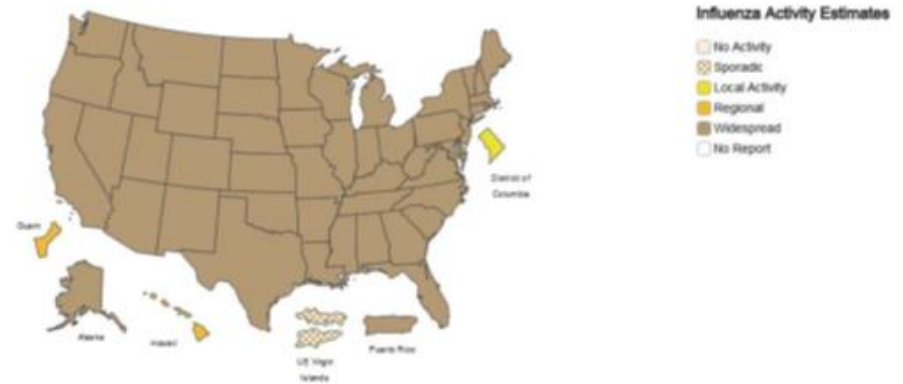 Influenza Activity Estimates
No Activity
Sporadic
Local Activity
Regional
Widespread
No Report
District of
Columbia
Guam
Alaska
Hawaii
US Virgin
Islands
Puerto Rico